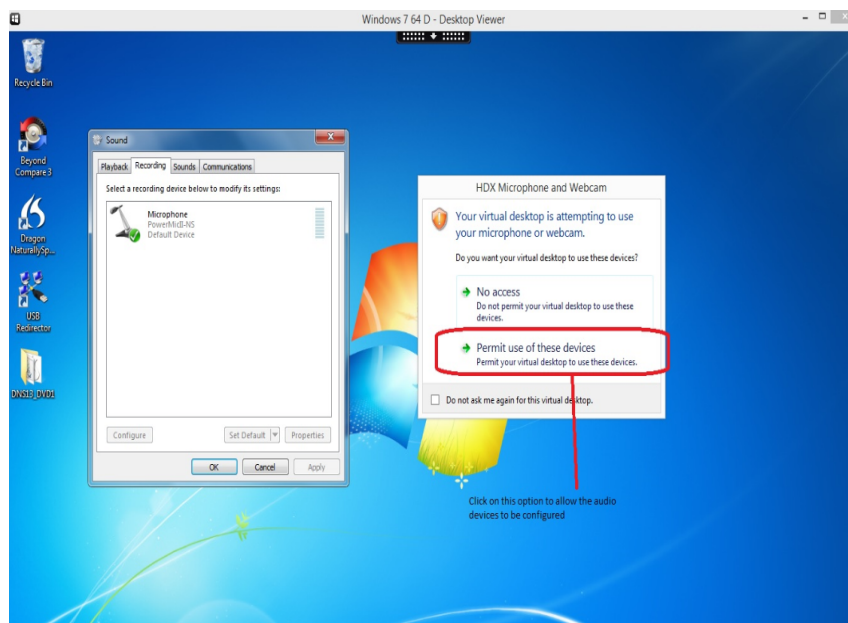 Windows 7 64 D - Desktop Viewer
Recycle Bin
Beyond
Compare 3
Dragon
NaturallySp...
USB
Redirector
DNS13_DVD1
Sound
Playback Recording Sounds Communications
Select a recording device below to modify its settings:
Microphone
PowerMicII-NS
Default Device
Configure Set Default Properties
OK Cancel Apply
HDX Microphone and Webcam
Your virtual desktop is attempting to use
your microphone or webcam.
Do you want your virtual desktop to use these devices?
No access
Do not permit your virtual desktop to use these
devices.
Permit use of these devices
Permit your virtual desktop to use these devices.
Do not ask me again for this virtual desktop.
Click on this option to allow the audio
devices to be configured